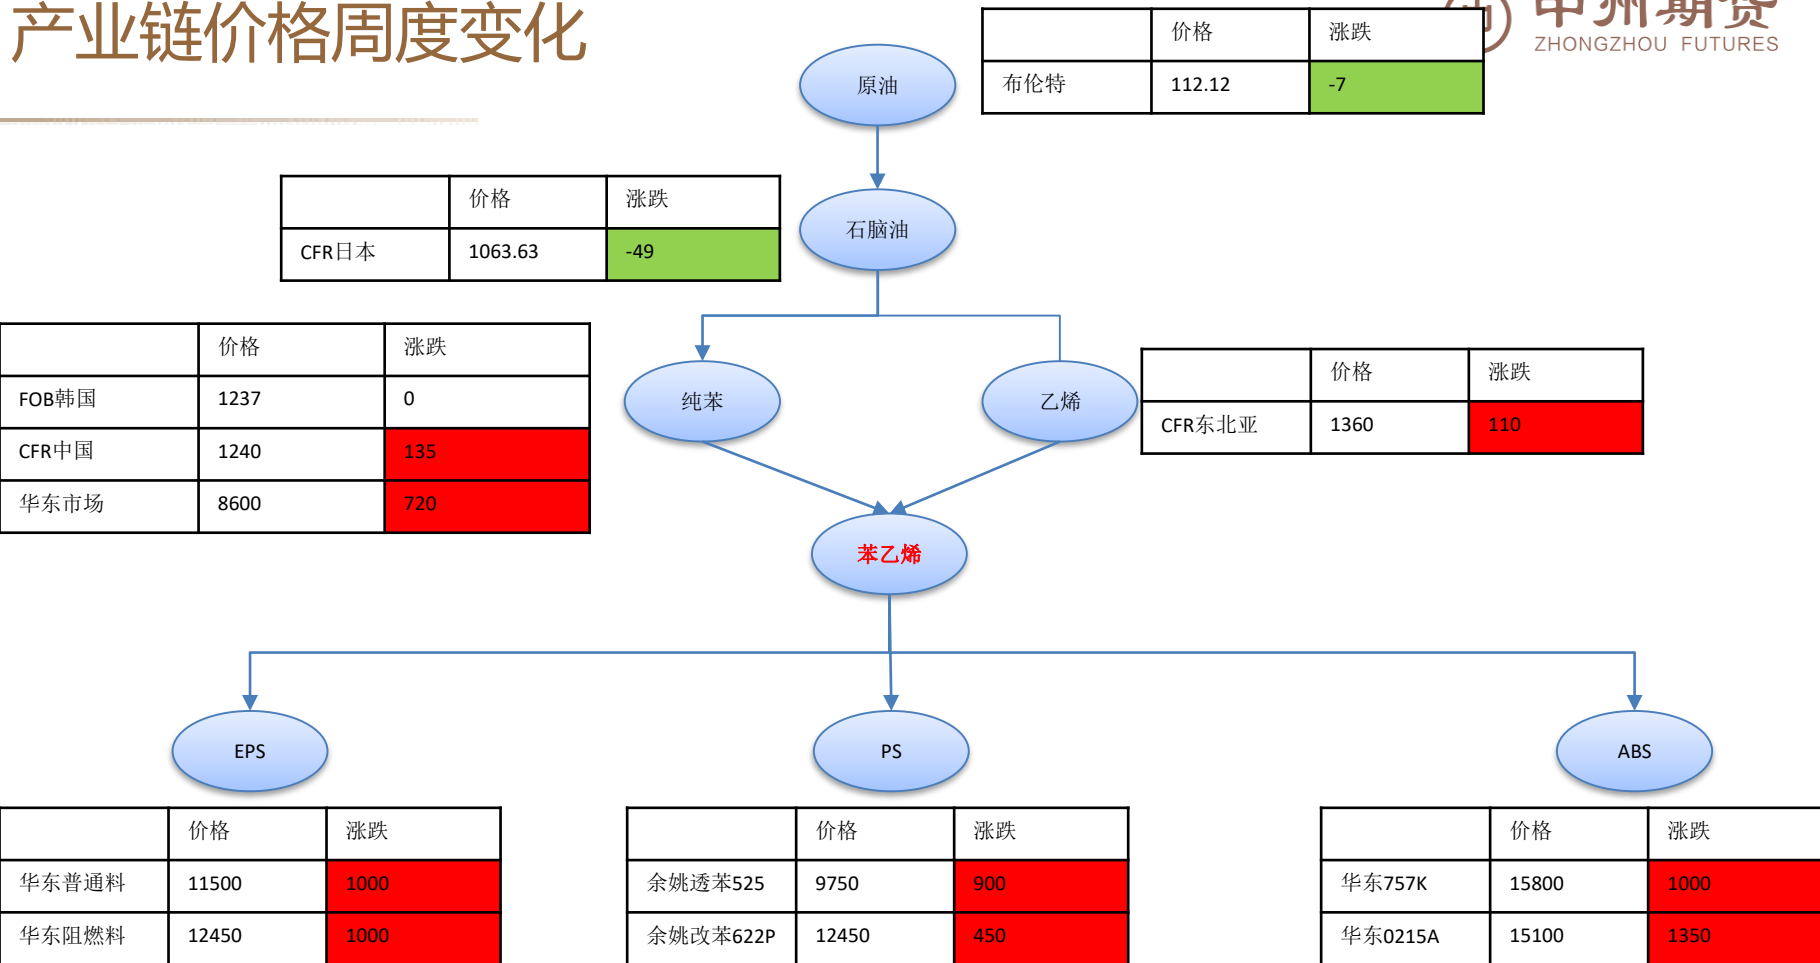 产业链价格周度变化
中州期货
ZHONGZHOU FUTURES
原油
价格 涨跌
布伦特 112.12 -7
石脑油
价格 涨跌
CFR日本 1063.63 -49
价格 涨跌
FOB韩国 1237 0
CFR中国 1240 135
华东市场 8600 720
纯苯
乙烯
价格 涨跌
CFR东北亚 1360 110
苯乙烯
EPS
PS
ABS
价格 涨跌
华东普通料 11500 1000
华东阻燃料 12450 1000
价格 涨跌
余姚透苯525 9750 900
余姚改苯622P 12450 450
价格 涨跌
华东757K 15800 1000
华东0215A 15100 1350